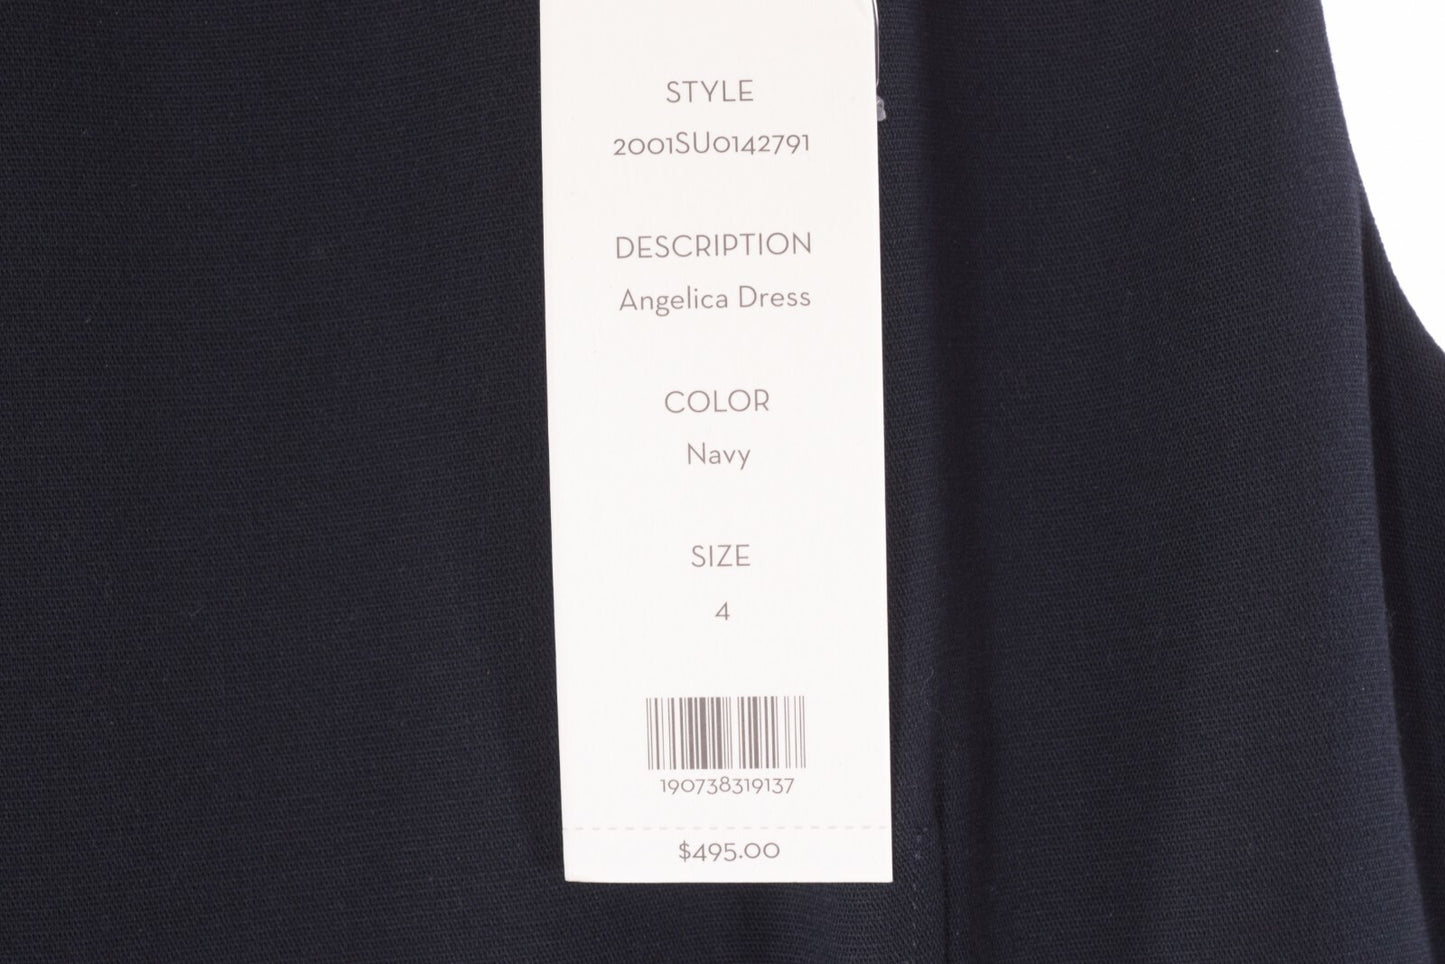 STYLE
2001SU0142791
DESCRIPTION
Angelica Dress
COLOR
Navy
SIZE
4
190738319137
$495.00